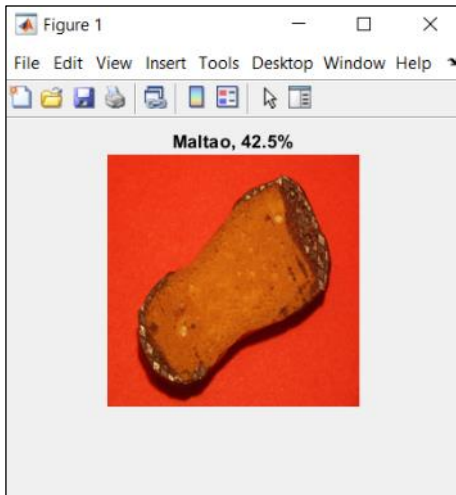 Figure 1
File Edit View Insert Tools Desktop Window Help
Maltao, 42.5%